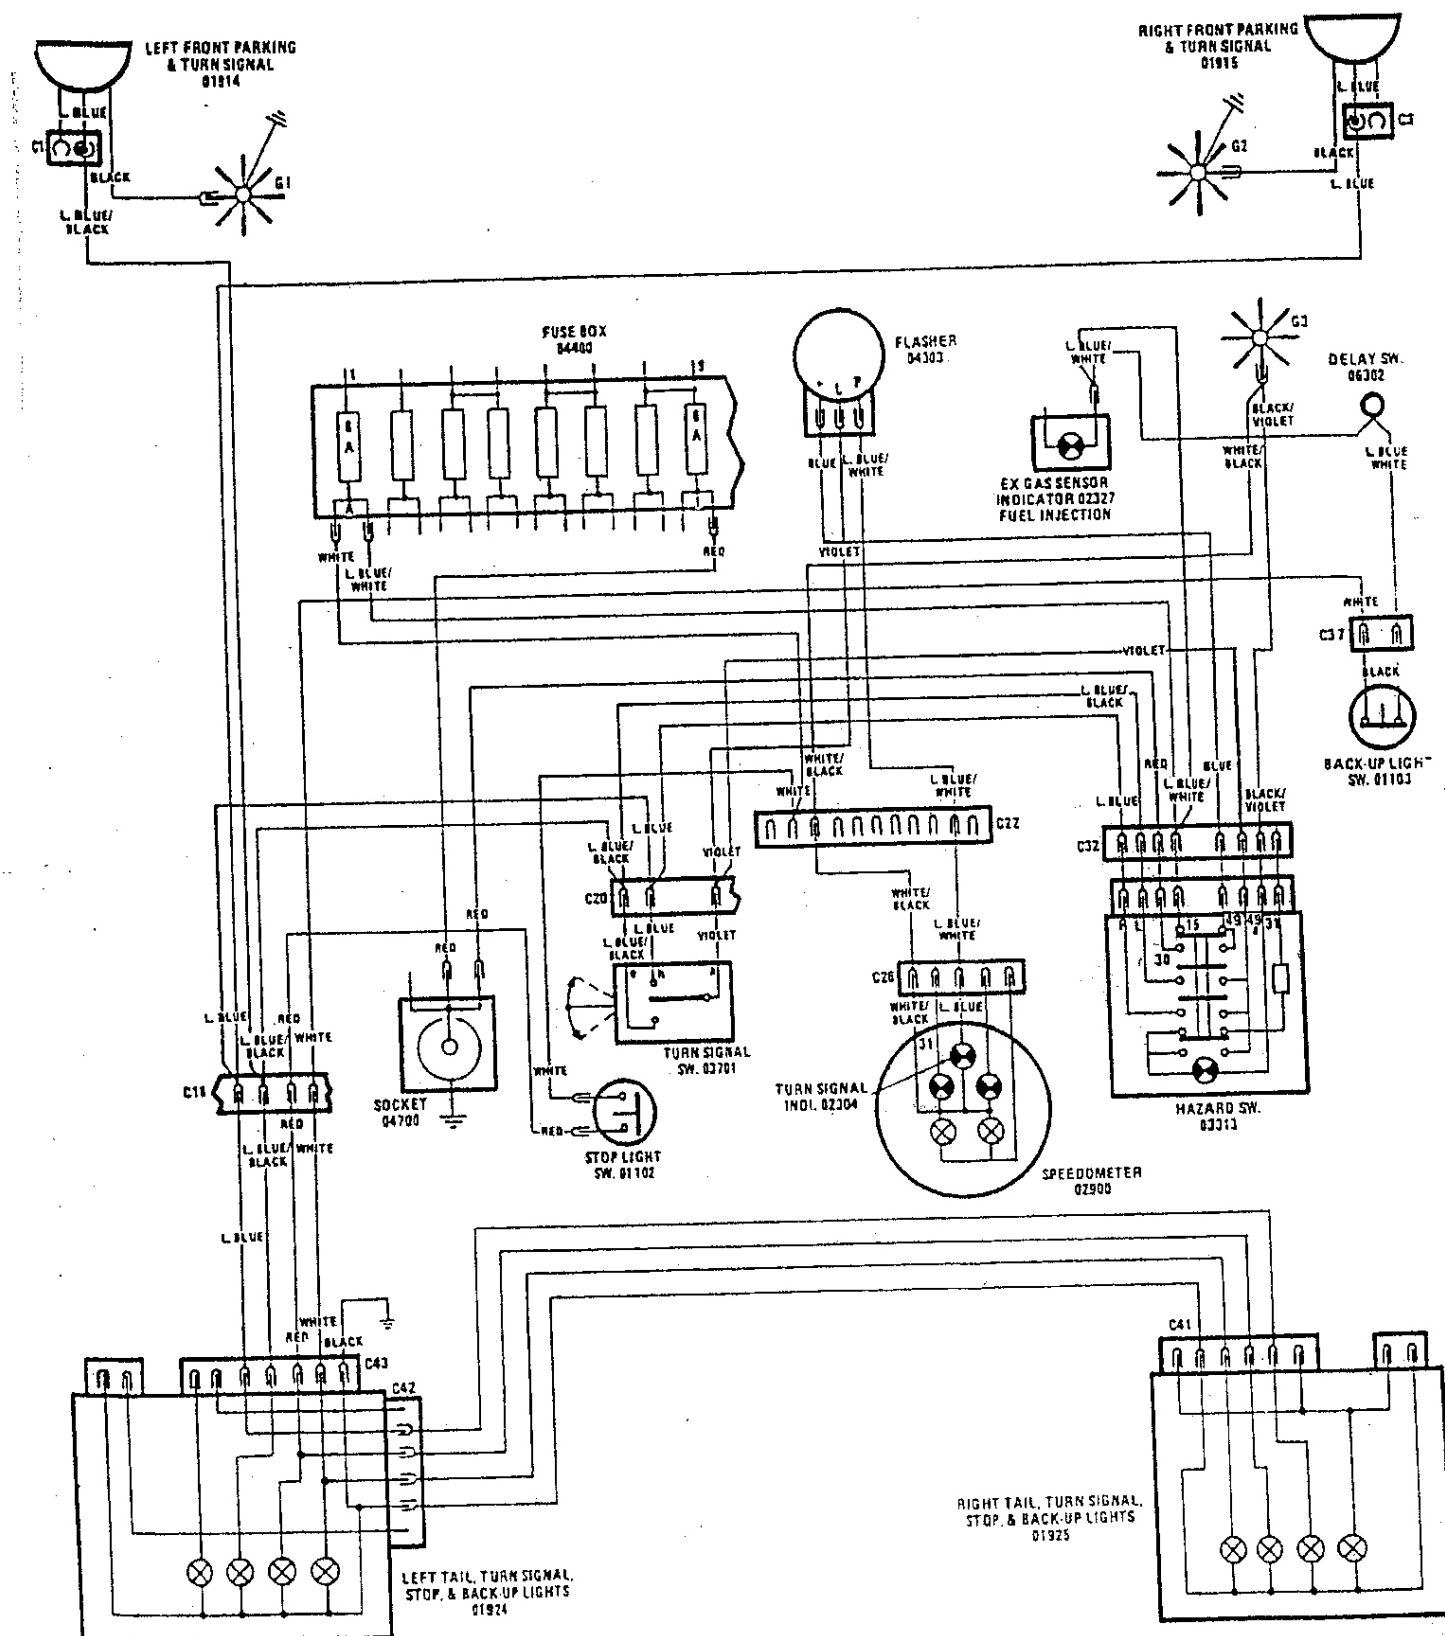 LEFT FRONT PARKING
& TURN SIGNAL
01914
RIGHT FRONT PARKING
& TURN SIGNAL
01915
L. BLUE
C1
BLACK
G1
L. BLUE/
BLACK
L. BLUE
G2
BLACK
L. BLUE
FUSE BOX
04400
1
9
8
A
8
A
A
WHITE
L. BLUE/
WHITE
RED
FLASHER
04303
+
L
P
BLUE
L. BLUE/
WHITE
VIOLET
L. BLUE/
WHITE
EX GAS SENSOR
INDICATOR 02327
FUEL INJECTION
G3
BLACK/
VIOLET
WHITE/
BLACK
DELAY SW.
06302
L. BLUE
WHITE
WHITE
C37
BLACK
BACK-UP LIGHT
SW. 01103
VIOLET
L. BLUE/
BLACK
WHITE/
BLACK
WHITE
L. BLUE/
WHITE
RED
BLUE
L. BLUE/
WHITE
BLACK/
VIOLET
L. BLUE
C22
C32
L. BLUE
L. BLUE/
BLACK
VIOLET
C20
L. BLUE/
BLACK
L. BLUE
VIOLET
WHITE/
BLACK
L. BLUE/
WHITE
RED
RED
R
L
15
49
49
a
31
30
HAZARD SW.
03313
C26
WHITE/
BLACK
L. BLUE
31
TURN SIGNAL
INDI. 02304
SPEEDOMETER
02900
TURN SIGNAL
SW. 03701
L. BLUE
L. BLUE/
BLACK
RED
WHITE
C18
RED
L. BLUE/
BLACK
WHITE
SOCKET
04700
WHITE
RED
STOP LIGHT
SW. 01102
L. BLUE
WHITE
RED
BLACK
C43
C42
C41
LEFT TAIL, TURN SIGNAL,
STOP, & BACK-UP LIGHTS
01924
RIGHT TAIL, TURN SIGNAL,
STOP, & BACK-UP LIGHTS
01925